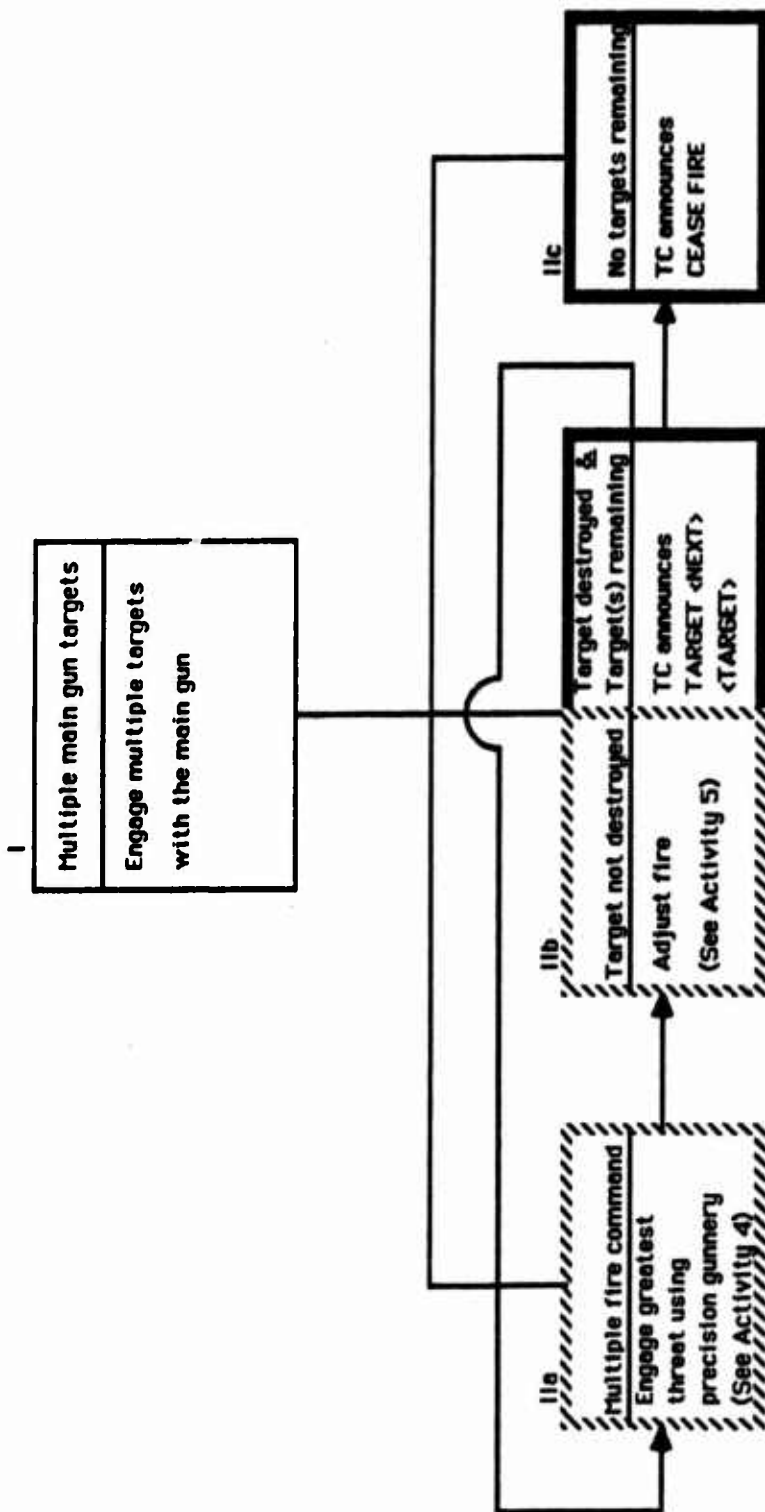 I
Multiple main gun targets
Engage multiple targets
with the main gun
IIa
Multiple fire command
Engage greatest
threat using
precision gunnery
(See Activity 4)
IIb
Target not destroyed
Adjust fire
(See Activity 5)
Target destroyed &
Target(s) remaining
TC announces
TARGET <NEXT>
<TARGET>
IIc
No targets remaining
TC announces
CEASE FIRE